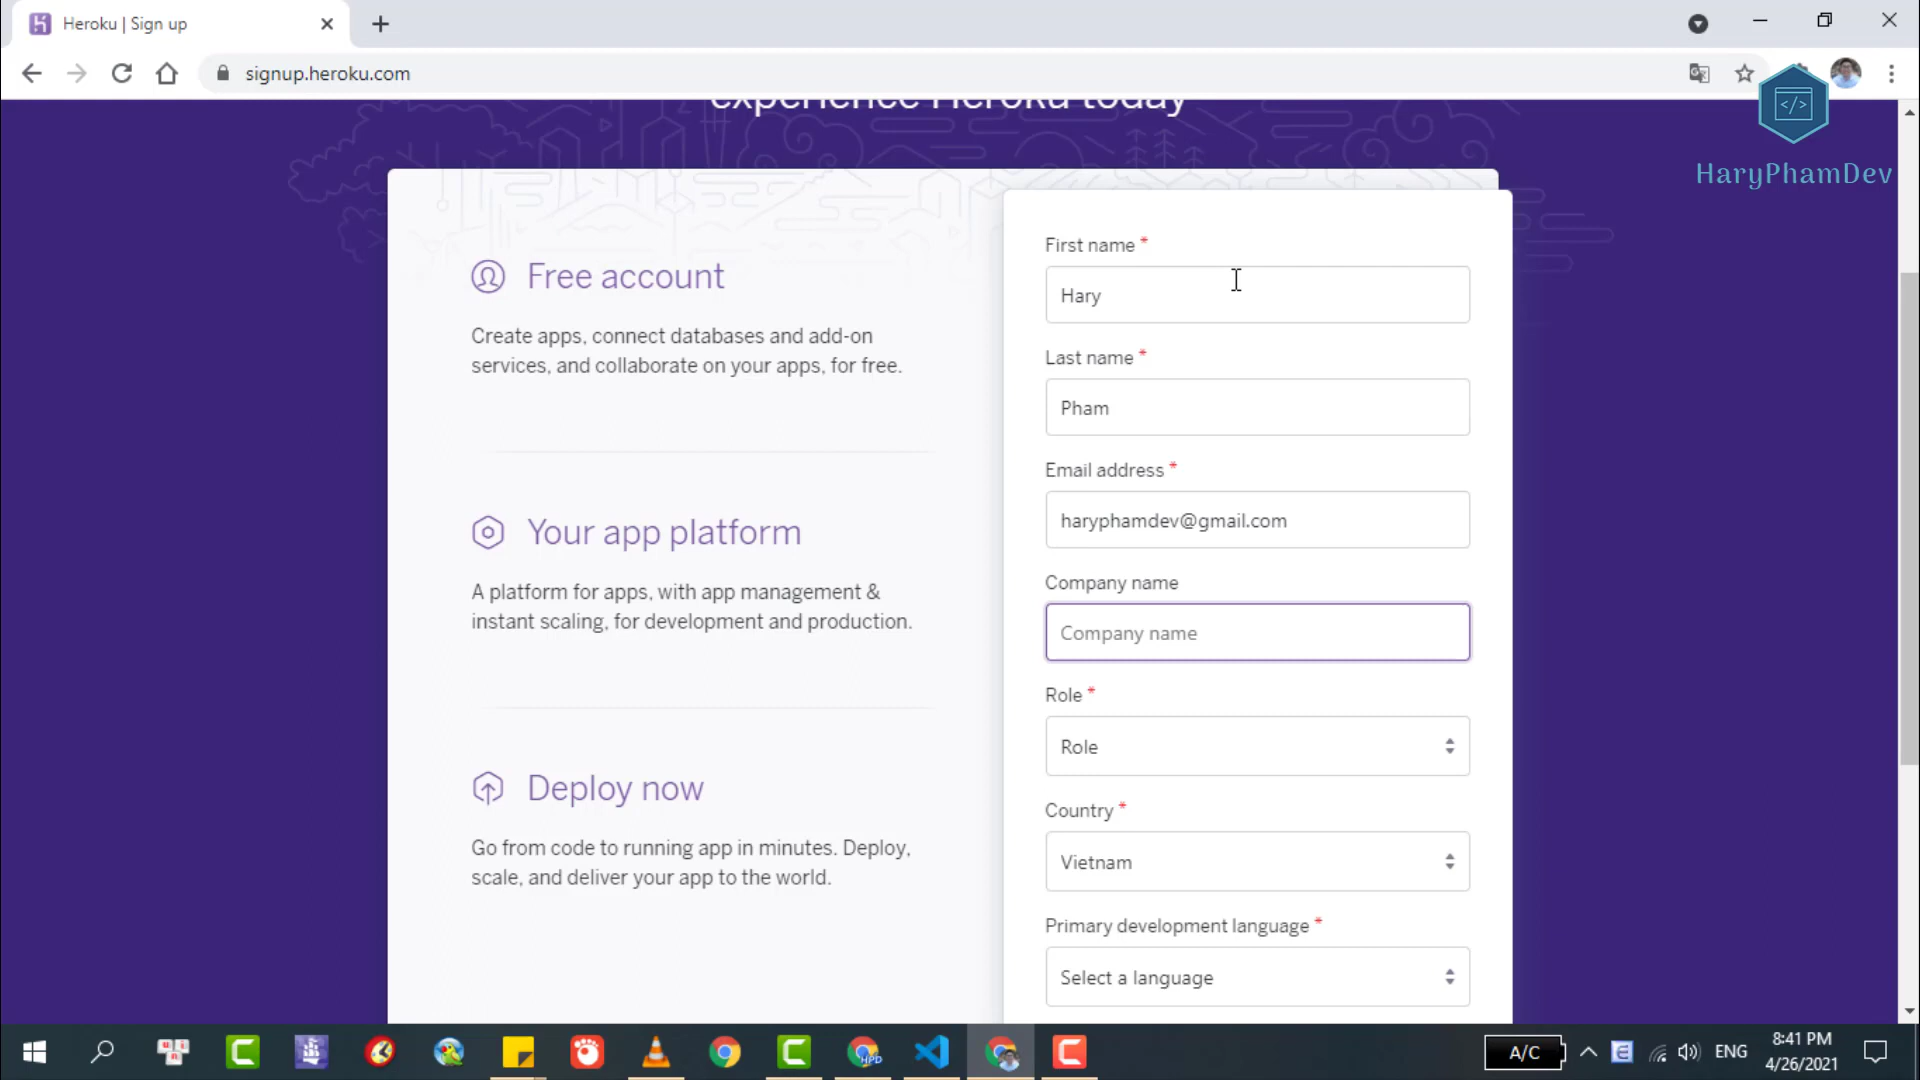 Heroku | Sign up
signup.heroku.com
experience Heroku today
</>
HaryPhamDev
Free account
Create apps, connect databases and add-on
services, and collaborate on your apps, for free.
Your app platform
A platform for apps, with app management &
instant scaling, for development and production.
Deploy now
Go from code to running app in minutes. Deploy,
scale, and deliver your app to the world.
First name *
Hary
Last name *
Pham
Email address *
haryphamdev@gmail.com
Company name
Company name
Role *
Role
Country *
Vietnam
Primary development language *
Select a language
HPD
A/C
ENG
8:41 PM
4/26/2021